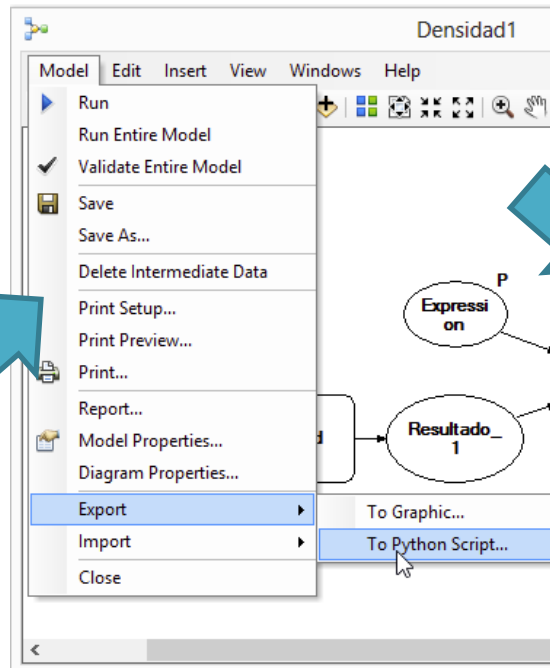 Densidad1
Model Edit Insert View Windows Help
Run
Run Entire Model
Validate Entire Model
Save
Save As...
Delete Intermediate Data
Print Setup...
Print Preview...
Print...
Report...
Model Properties...
Diagram Properties...
Export
Import
Close
To Graphic...
To Python Script...
P
Expressi
on
Resultado_
1